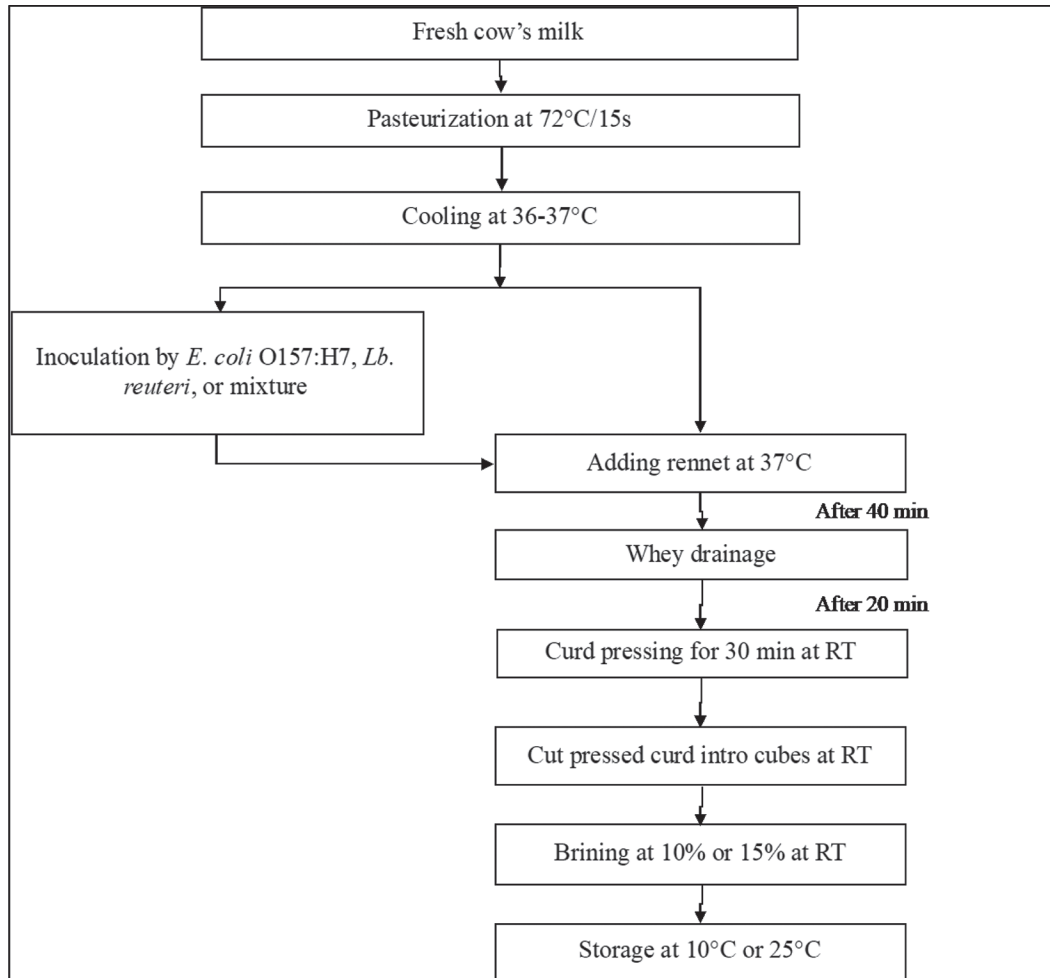 Fresh cow’s milk
Pasteurization at 72°C/15s
Cooling at 36-37°C
Inoculation by E. coli O157:H7, Lb.
reuteri, or mixture
Adding rennet at 37°C
After 40 min
Whey drainage
After 20 min
Curd pressing for 30 min at RT
Cut pressed curd intro cubes at RT
Brining at 10% or 15% at RT
Storage at 10°C or 25°C